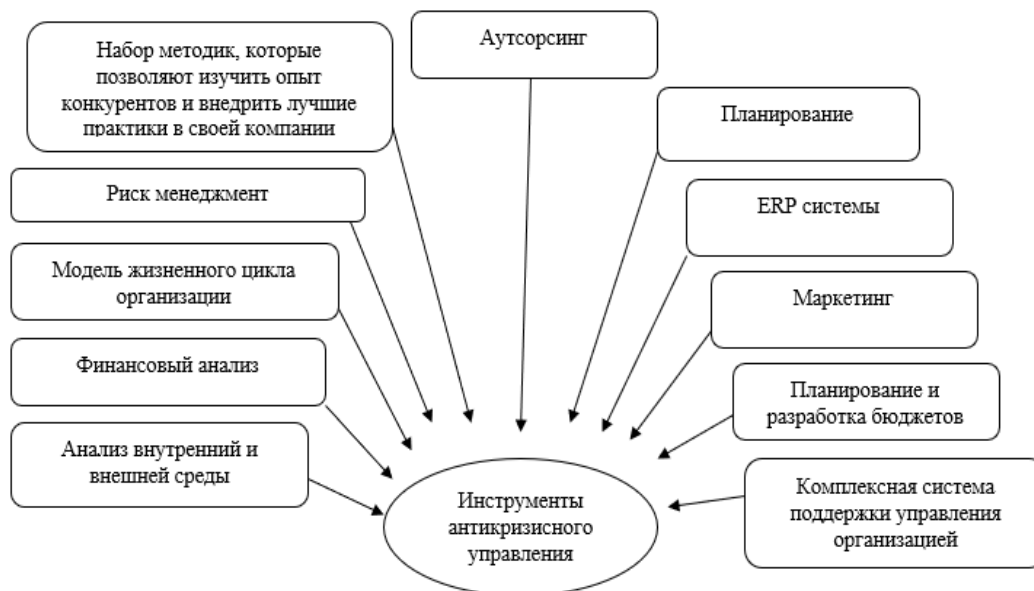 Набор методик, которые
позволяют изучить опыт
конкурентов и внедрить лучшие
практики в своей компании
Аутсорсинг
Планирование
Риск менеджмент
ERP системы
Модель жизненного цикла
организации
Маркетинг
Финансовый анализ
Планирование и
разработка бюджетов
Анализ внутренний и
внешней среды
Комплексная система
поддержки управления
организацией
Инструменты
антикризисного
управления